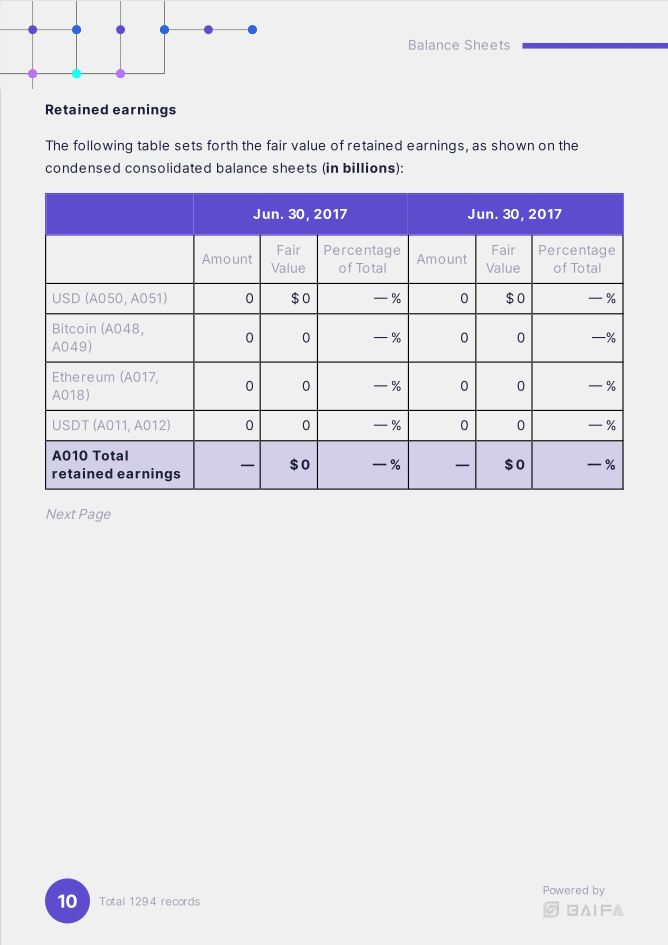 Balance Sheets
Retained earnings
The following table sets forth the fair value of retained earnings, as shown on the
condensed consolidated balance sheets (in billions):
Jun. 30, 2017 Jun. 30, 2017
Amount Fair Value Percentage of Total Amount Fair Value Percentage of Total
USD (A050, A051) 0 $ 0 — % 0 $ 0 — %
Bitcoin (A048, A049) 0 0 — % 0 0 —%
Ethereum (A017, A018) 0 0 — % 0 0 — %
USDT (A011, A012) 0 0 — % 0 0 — %
A010 Total retained earnings — $ 0 — % — $ 0 — %
Next Page
10 Total 1294 records
Powered by
BAIFA